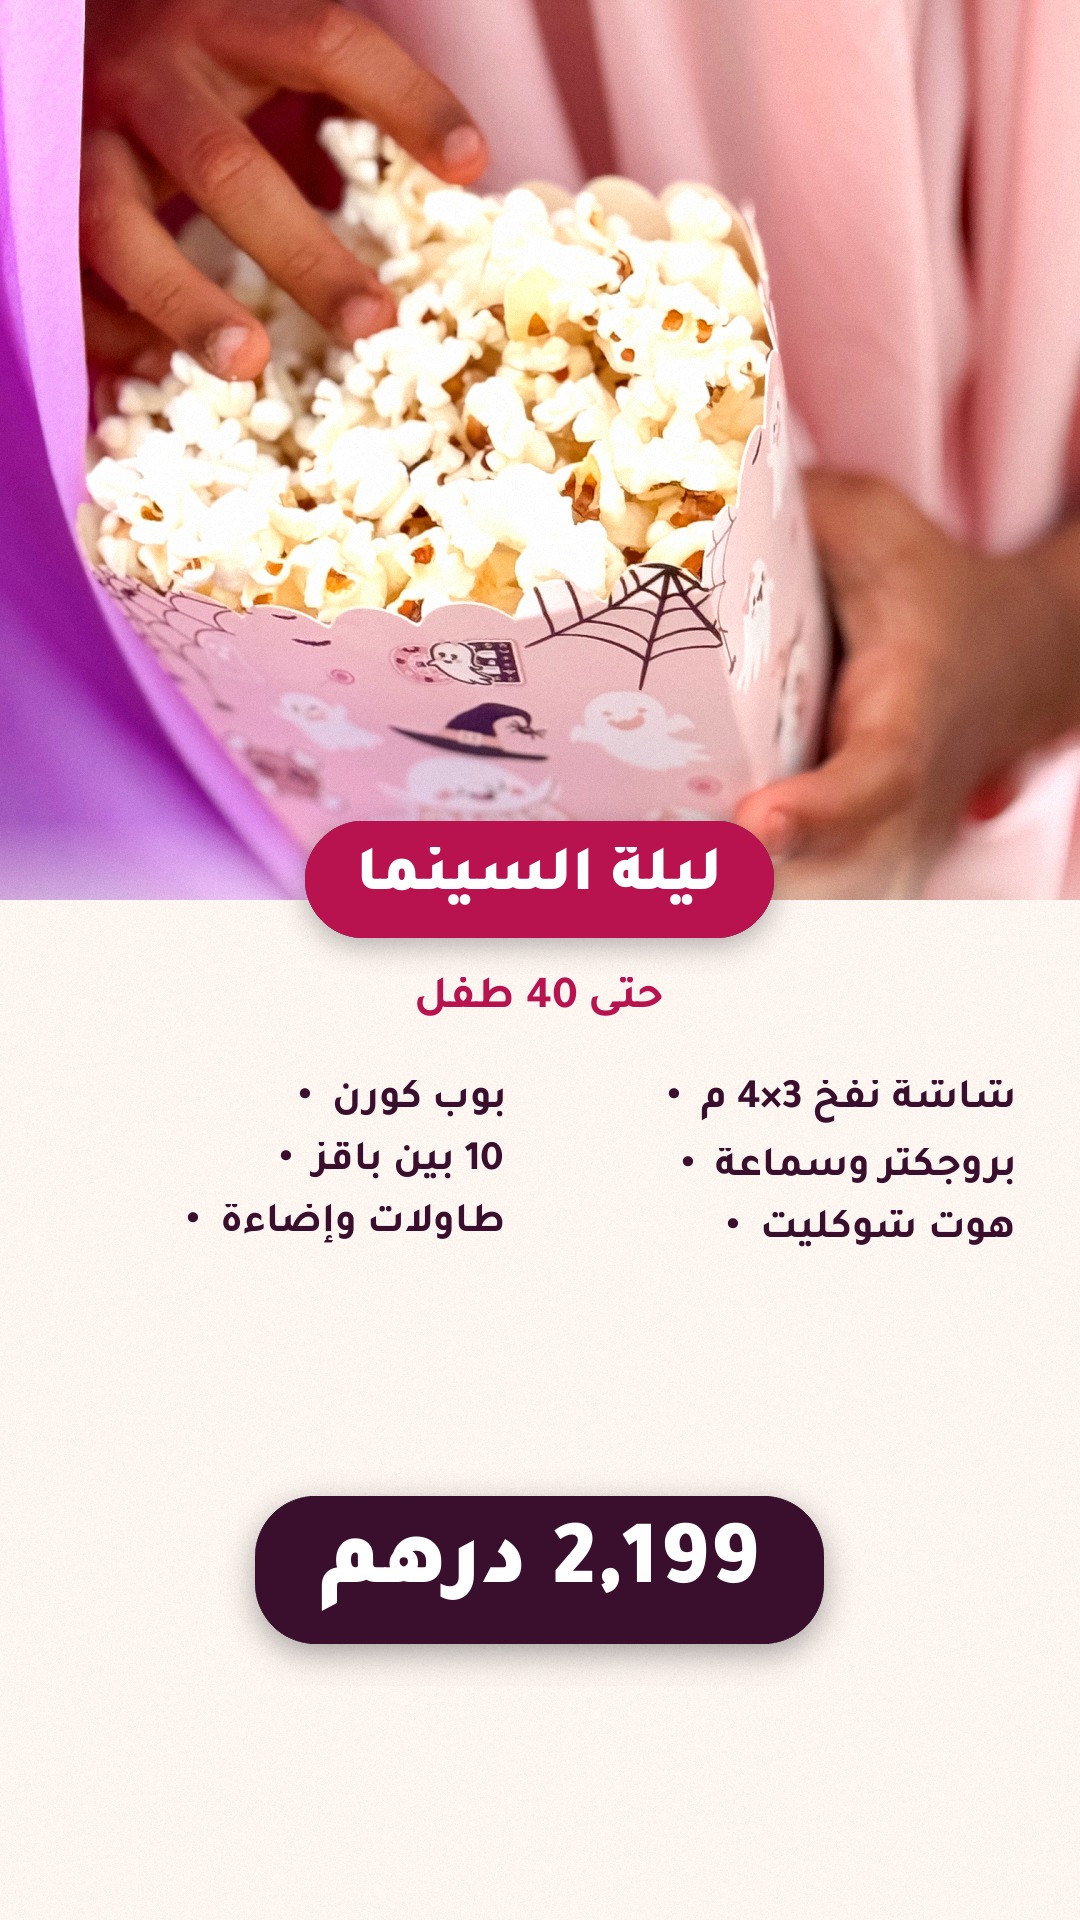 ليلة السينما
حتى 40 طفل
شاشة نفخ 3×4 م •
بروجكتر وسماعة •
هوت شوكليت •
بوب كورن •
10 بين باقز •
طاولات وإضاءة •
2,199 درهم